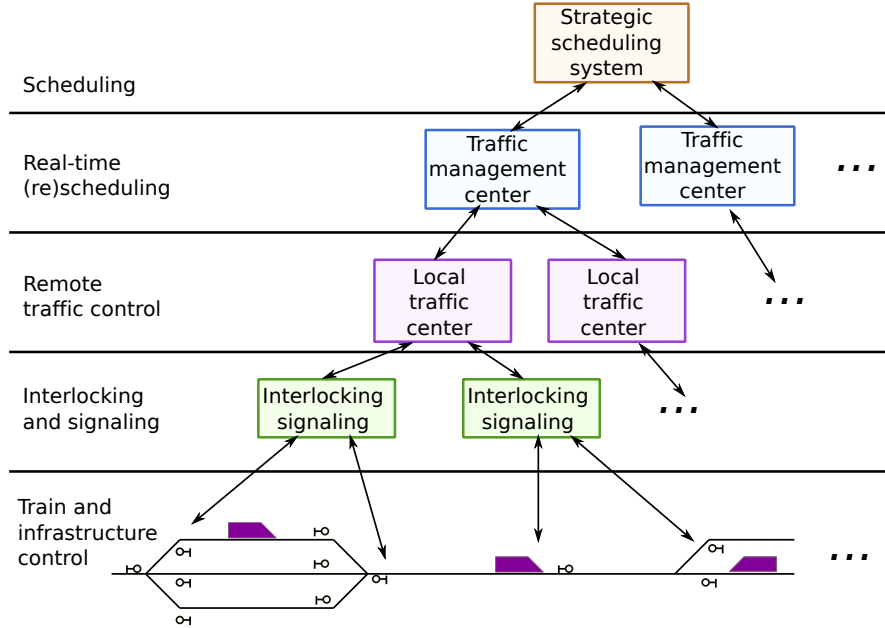 Strategic
scheduling
system
Scheduling
Real-time
(re)scheduling
Traffic
management
center
Traffic
management
center
...
Remote
traffic control
Local
traffic
center
Local
traffic
center
...
Interlocking
and signaling
Interlocking
signaling
Interlocking
signaling
...
Train and
infrastructure
control
...